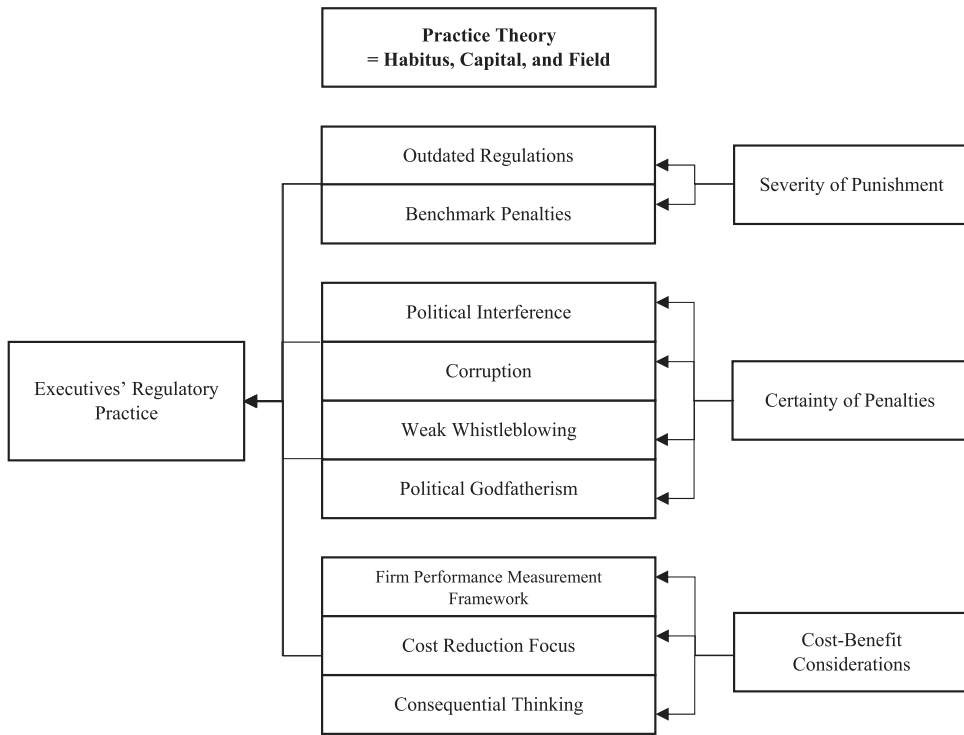 Practice Theory
= Habitus, Capital, and Field
Outdated Regulations
Benchmark Penalties
Severity of Punishment
Political Interference
Corruption
Weak Whistleblowing
Political Godfatherism
Executives’ Regulatory
Practice
Certainty of Penalties
Firm Performance Measurement
Framework
Cost Reduction Focus
Consequential Thinking
Cost-Benefit
Considerations